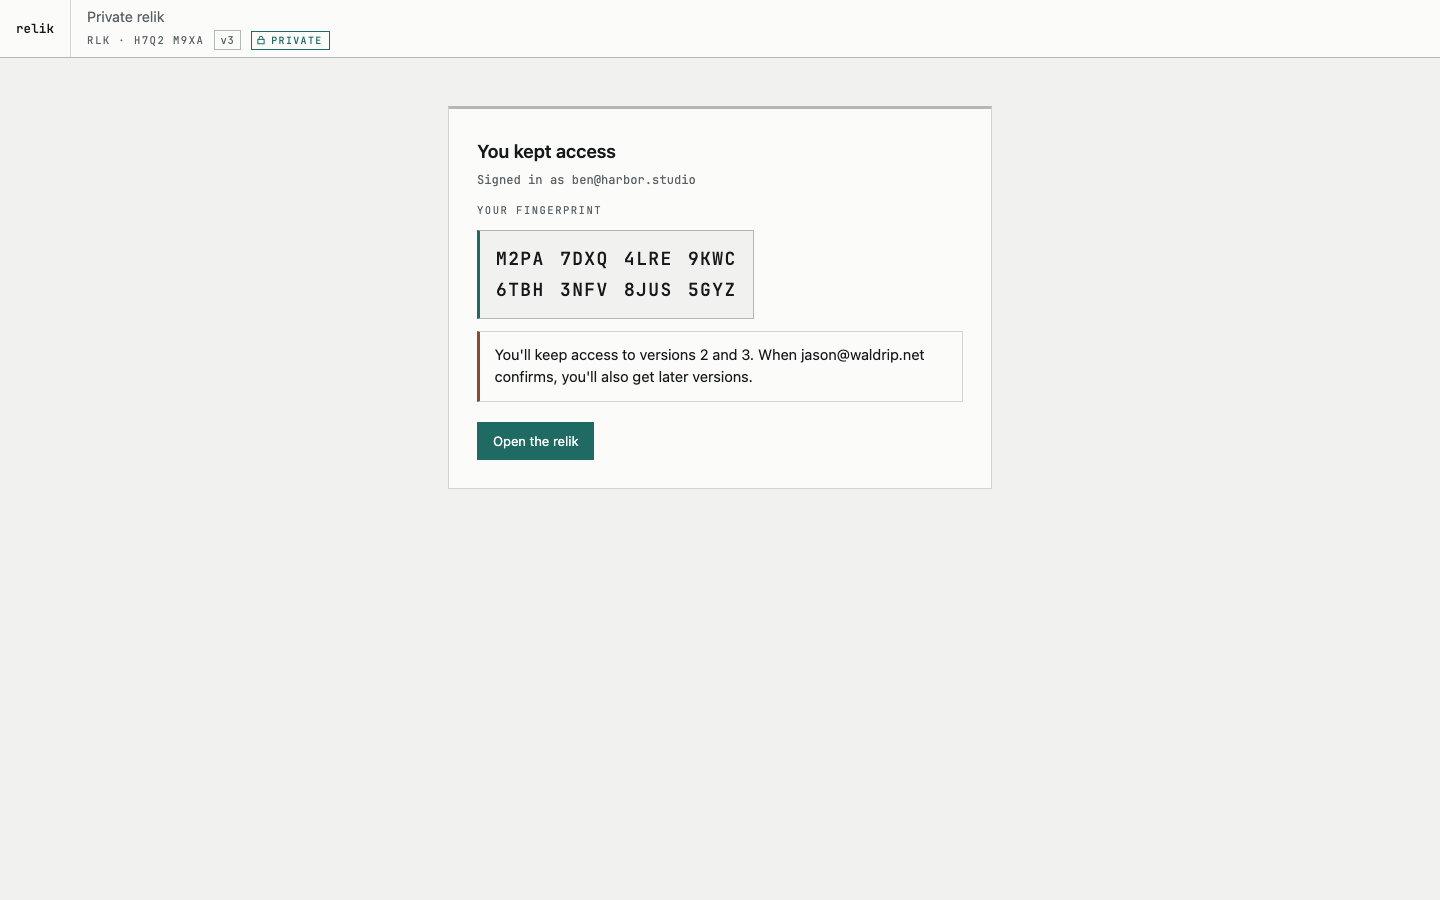 relik
Private relik
RLK · H7Q2 M9XA v3 PRIVATE
You kept access
Signed in as ben@harbor.studio
YOUR FINGERPRINT
M2PA 7DXQ 4LRE 9KWC
6TBH 3NFV 8JUS 5GYZ
You'll keep access to versions 2 and 3. When jason@waldrip.net
confirms, you'll also get later versions.
Open the relik